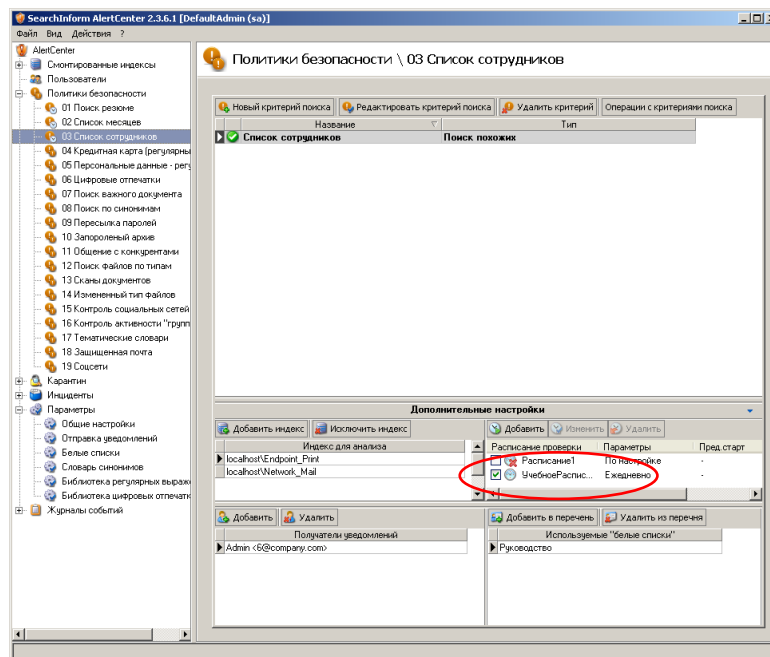 SearchInform AlertCenter 2.3.6.1 [DefaultAdmin (sa)]
Файл Вид Действия ?
AlertCenter
Смонтированные индексы
Пользователи
Политики безопасности
01 Поиск резюме
02 Список месяцев
03 Список сотрудников
04 Кредитная карта (регулярны
05 Персональные данные - регу
06 Цифровые отпечатки
07 Поиск важного документа
08 Поиск по синонимам
09 Пересылка паролей
10 Запороленый архив
11 Общение с конкурентами
12 Поиск файлов по типам
13 Сканы документов
14 Измененный тип файлов
15 Контроль социальных сетей
16 Контроль активности "групп
17 Тематические словари
18 Защищенная почта
19 Соцсети
Карантин
Инциденты
Параметры
Общие настройки
Отправка уведомлений
Белые списки
Словарь синонимов
Библиотека регулярных выраж
Библиотека цифровых отпечатк
Журналы событий
Политики безопасности \ 03 Список сотрудников
Новый критерий поиска Редактировать критерий поиска Удалить критерий Операции с критериями поиска
Название Тип
Список сотрудников Поиск похожих
Дополнительные настройки
Добавить индекс Исключить индекс
Индекс для анализа
localhost\Endpoint_Print
localhost\Network_Mail
Добавить Изменить Удалить
Расписание проверки Параметры Пред.старт
Расписание1 По настройке -
УчебноеРаспис... Ежедневно -
Добавить Удалить
Получатели уведомлений
Admin <6@company.com>
Добавить в перечень Удалить из перечня
Используемые "белые списки"
Руководство